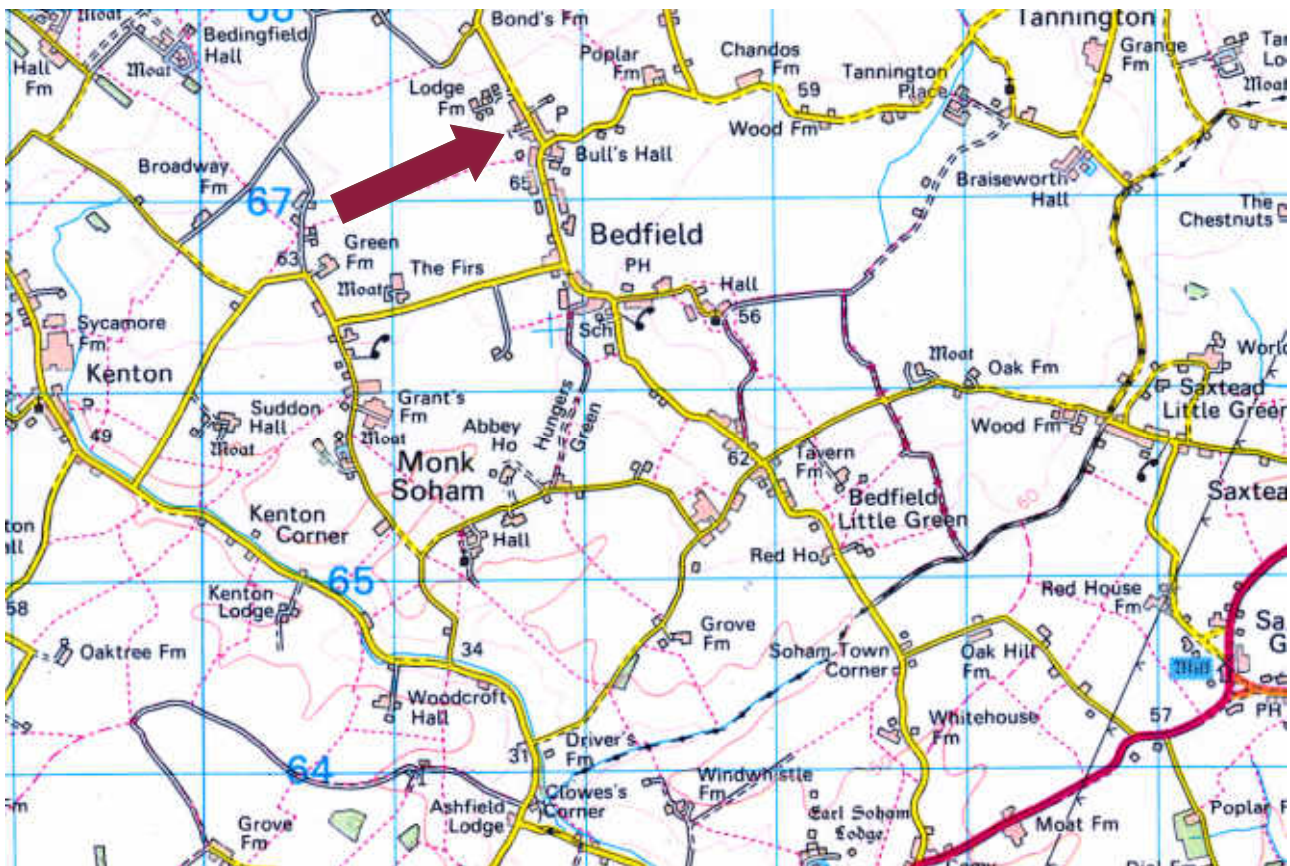 68
Bond's Fm
Tannington
Bedingfield
Hall
Moat
Hall
Fm
Poplar
Fm
Chandos
Fm
Grange
Fm
Moat
Lodge
Fm
P
59
Tannington
Place
Wood Fm
Bull's Hall
Broadway
Fm
65
67
Braiseworth
Hall
The
Chestnuts
Bedfield
Green
Fm
63
The Firs
Moat
PH
Hall
Sch
56
Sycamore
Fm
Kenton
P
Moat
Oak Fm
Saxtead
Little Green
Suddon
Hall
Moat
Grant's
Fm
Moat
Abbey
Ho
Hungers
Green
Wood Fm
49
62
Tavern
Fm
Monk
Soham
Bedfield
Little Green
Kenton
Corner
Hall
Red Ho
60
65
Kenton
Lodge
58
Red House
Fm
Oaktree Fm
34
Grove
Fm
Soham Town
Corner
Oak Hill
Fm
Mill
Woodcroft
Hall
Whitehouse
Fm
57
PH
64
31
Driver's
Fm
Windwhistle
Fm
Clowes's
Corner
Ashfield
Lodge
Grove
Fm
Earl Soham
Lodge
Moat Fm
Poplar